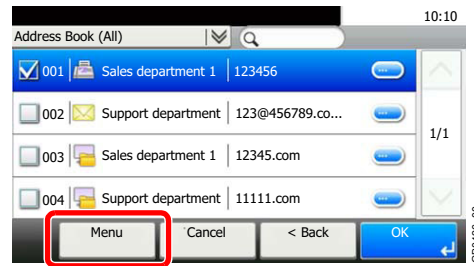 10:10
Address Book (All)
001 Sales department 1 123456
002 Support department 123@456789.co...
1/1
003 Sales department 1 12345.com
004 Support department 11111.com
Menu Cancel < Back OK